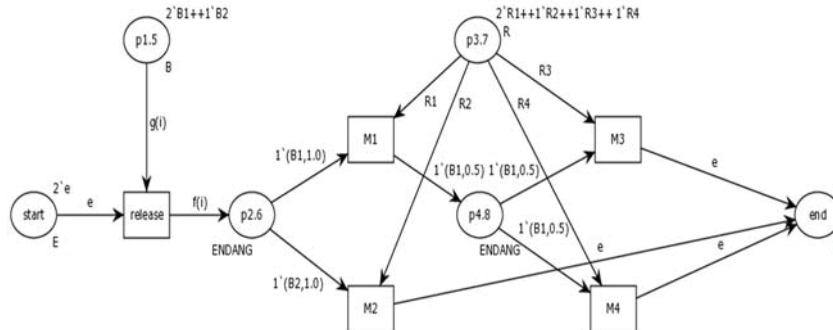 2`B1++1`B2
2`R1++1`R2++1`R3++ 1`R4
p1.5
p3.7
R
B
R3
R1
R2
R4
g(i)
M1
M3
1`(B1,1.0)
2`e
1`(B1,0.5)
1`(B1,0.5)
e
start
e
release
f(i)
p2.6
p4.8
end
E
ENDANG
ENDANG
1`(B1,0.5)
e
e
1`(B2,1.0)
M2
M4